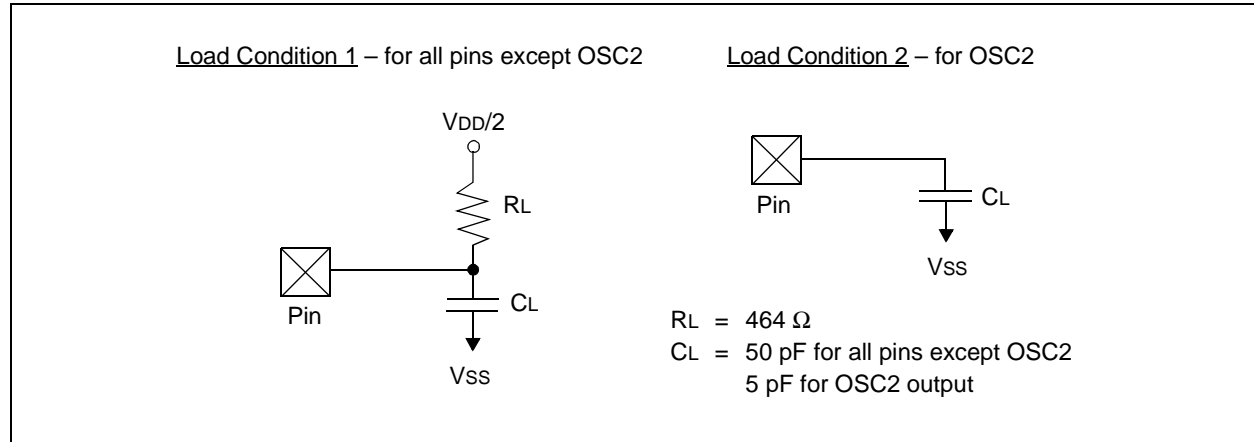 Load Condition 1 – for all pins except OSC2
VDD/2
RL
Pin
CL
VSS
Load Condition 2 – for OSC2
Pin
CL
VSS
RL = 464 Ω
CL = 50 pF for all pins except OSC2
5 pF for OSC2 output